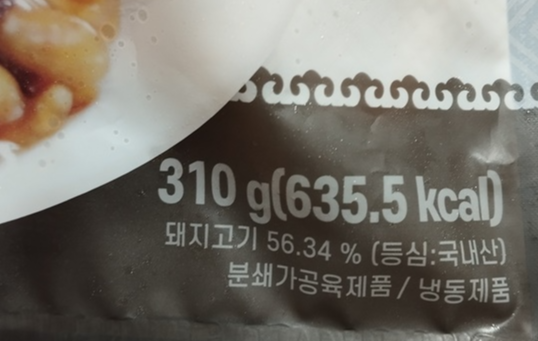 310 g(635.5 kcal)
돼지고기 56.34 % (등심:국내산)
분쇄가공육제품 / 냉동제품